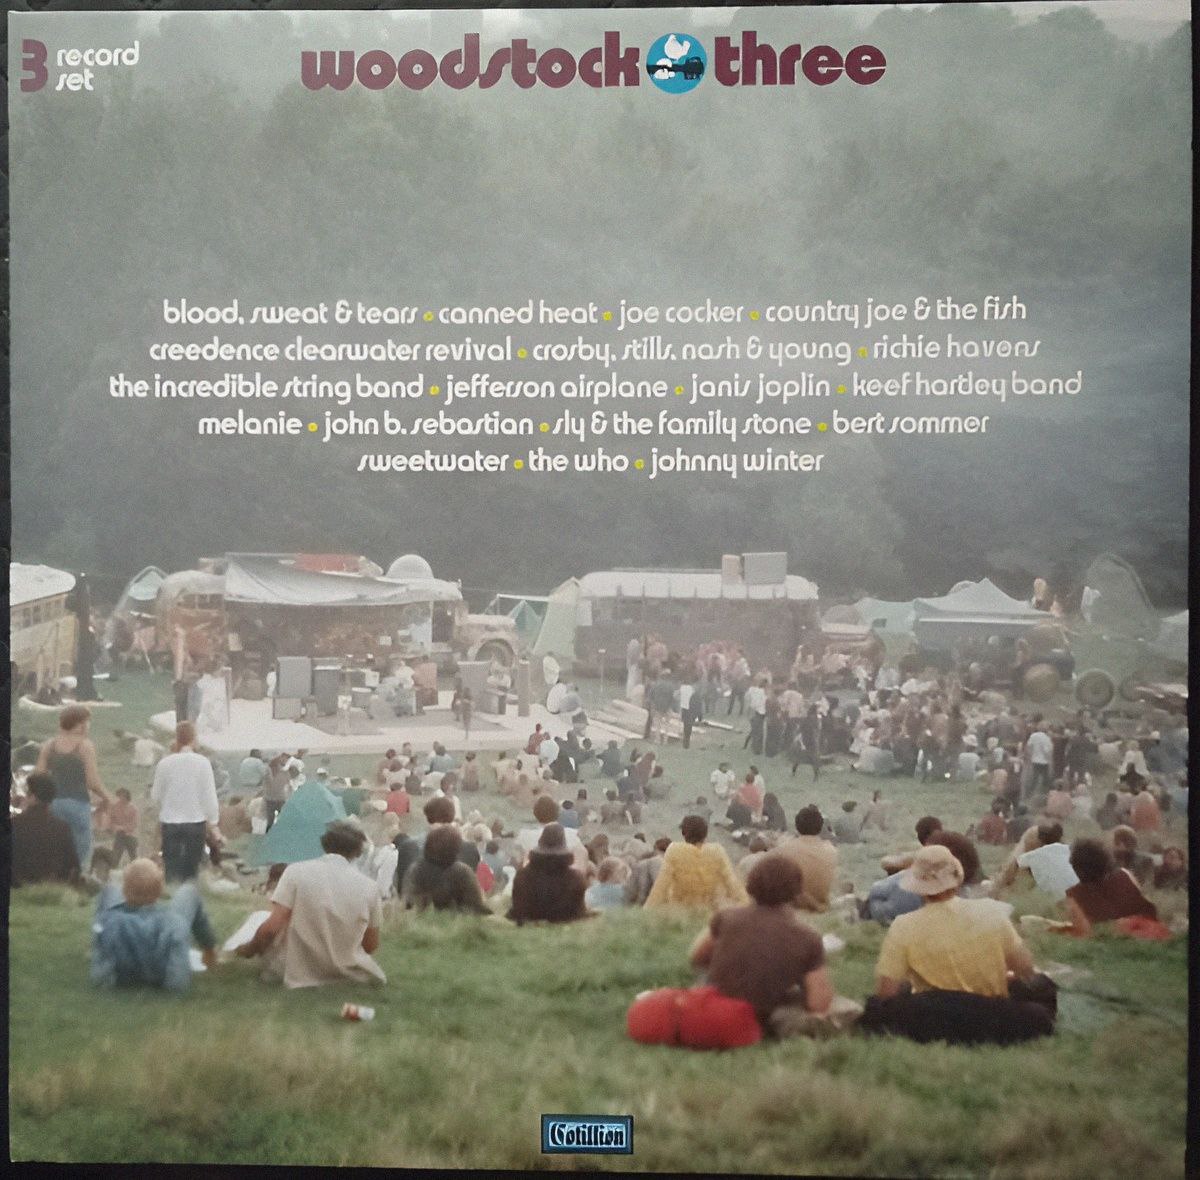 3 record set
woodstock three
blood, sweat & tears • canned heat • joe cocker • country joe & the fish
creedence clearwater revival • crosby, stills, nash & young • richie havens
the incredible string band • jefferson airplane • janis joplin • keef hartley band
melanie • john b. sebastian • sly & the family stone • bert sommer
sweetwater • the who • johnny winter
Cotillion